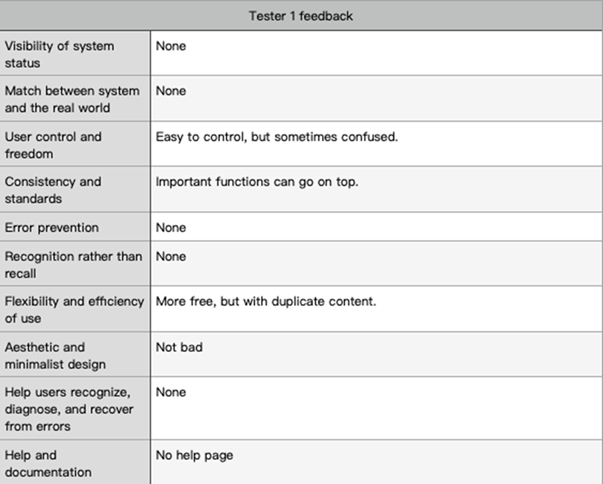 Tester 1 feedback
Visibility of system
status
None
Match between system
and the real world
None
User control and
freedom
Easy to control, but sometimes confused.
Consistency and
standards
Important functions can go on top.
Error prevention
None
Recognition rather than
recall
None
Flexibility and efficiency
of use
More free, but with duplicate content.
Aesthetic and
minimalist design
Not bad
Help users recognize,
diagnose, and recover
from errors
None
Help and
documentation
No help page